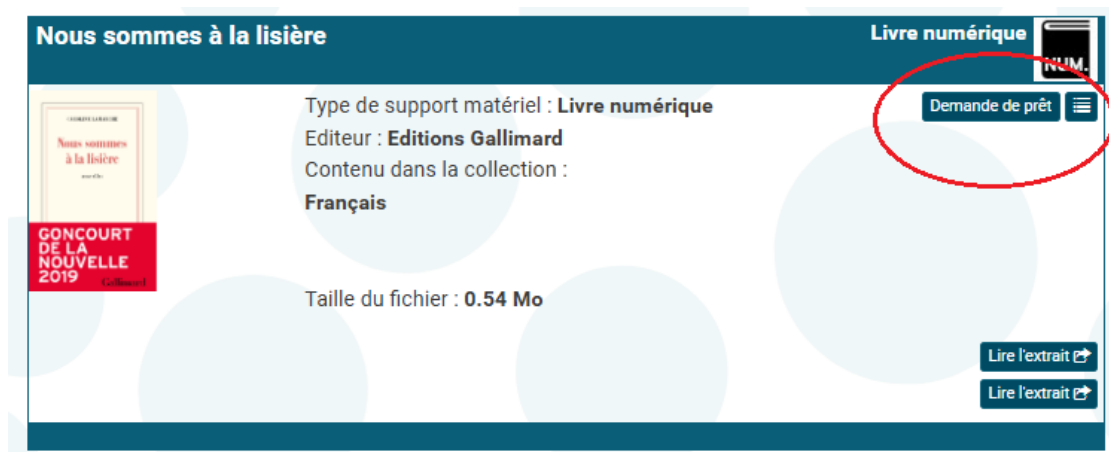 Nous sommes à la lisière
Livre numérique
NUM.
Nous sommes
à la lisière
GONCOURT
DE LA
NOUVELLE
2019
Gallimard
Type de support matériel : Livre numérique
Editeur : Editions Gallimard
Contenu dans la collection :
Français
Taille du fichier : 0.54 Mo
Demande de prêt
Lire l'extrait
Lire l'extrait